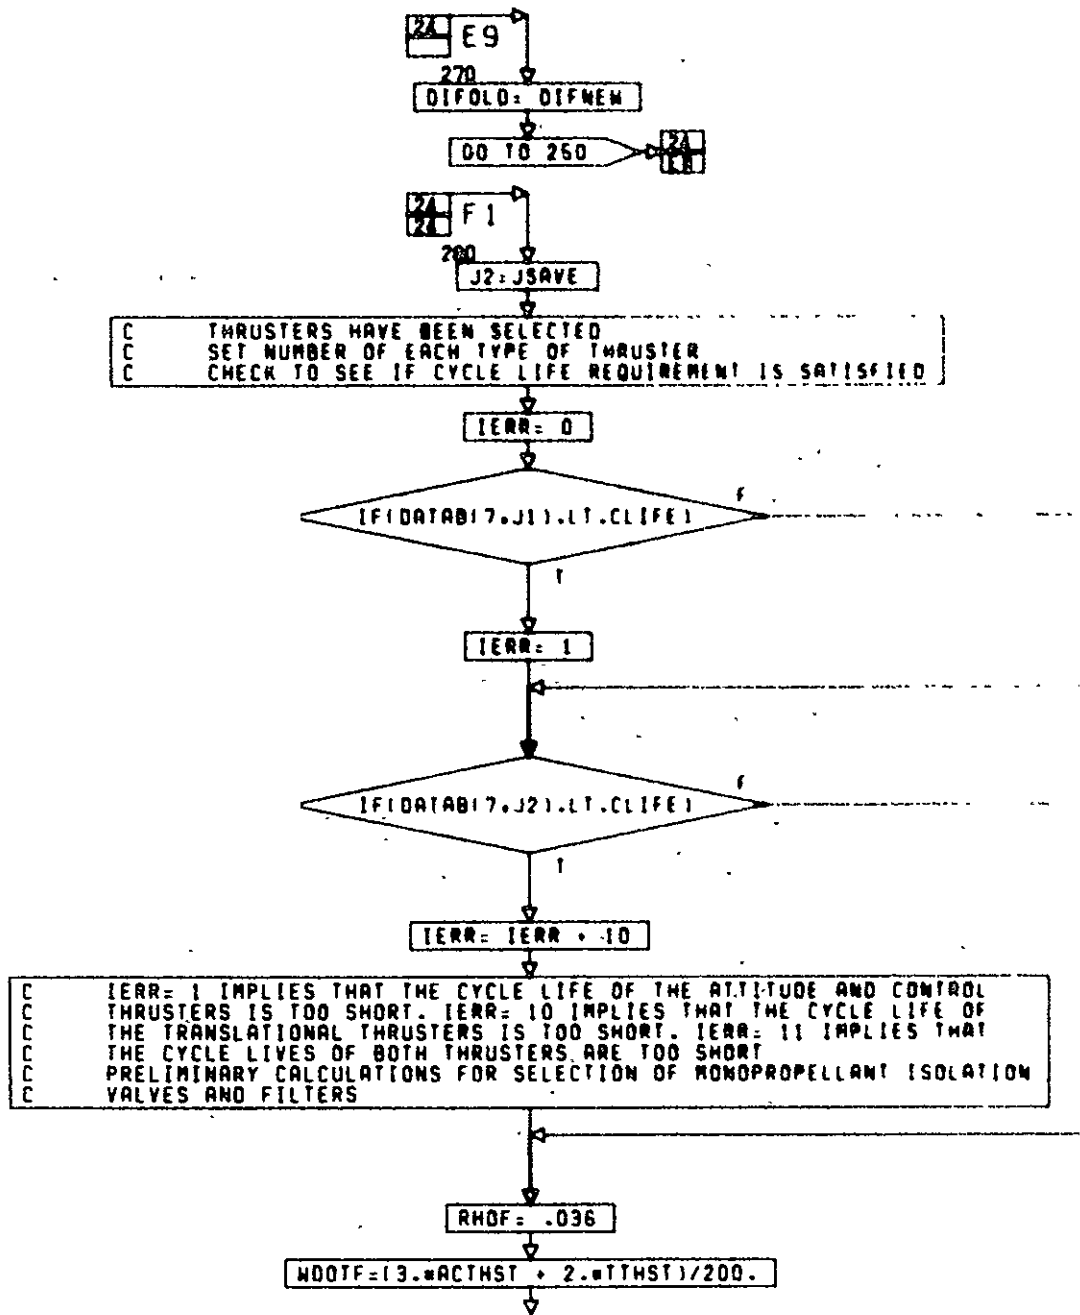 24 E9
270
DIFOLD= DIFNEW
GO TO 260
24
F1
24
24
J2=JSAVE
C THRUSTERS HAVE BEEN SELECTED
C SET NUMBER OF EACH TYPE OF THRUSTER
C CHECK TO SEE IF CYCLE LIFE REQUIREMENT IS SATISFIED
IERR= 0
F
IF(DATAB(7,J1).LT.CLIFE)
T
IERR= 1
F
IF(DATAB(7,J2).LT.CLIFE)
T
IERR= IERR + 10
C IERR= 1 IMPLIES THAT THE CYCLE LIFE OF THE ATTITUDE AND CONTROL
C THRUSTERS IS TOO SHORT. IERR= 10 IMPLIES THAT THE CYCLE LIFE OF
C THE TRANSLATIONAL THRUSTERS IS TOO SHORT. IERR= 11 IMPLIES THAT
C THE CYCLE LIVES OF BOTH THRUSTERS ARE TOO SHORT
C PRELIMINARY CALCULATIONS FOR SELECTION OF MONOPROPELLANT ISOLATION
C VALVES AND FILTERS
RHOF= .036
WDOTF=(3.*ACTHST + 2.*TTHST)/200.